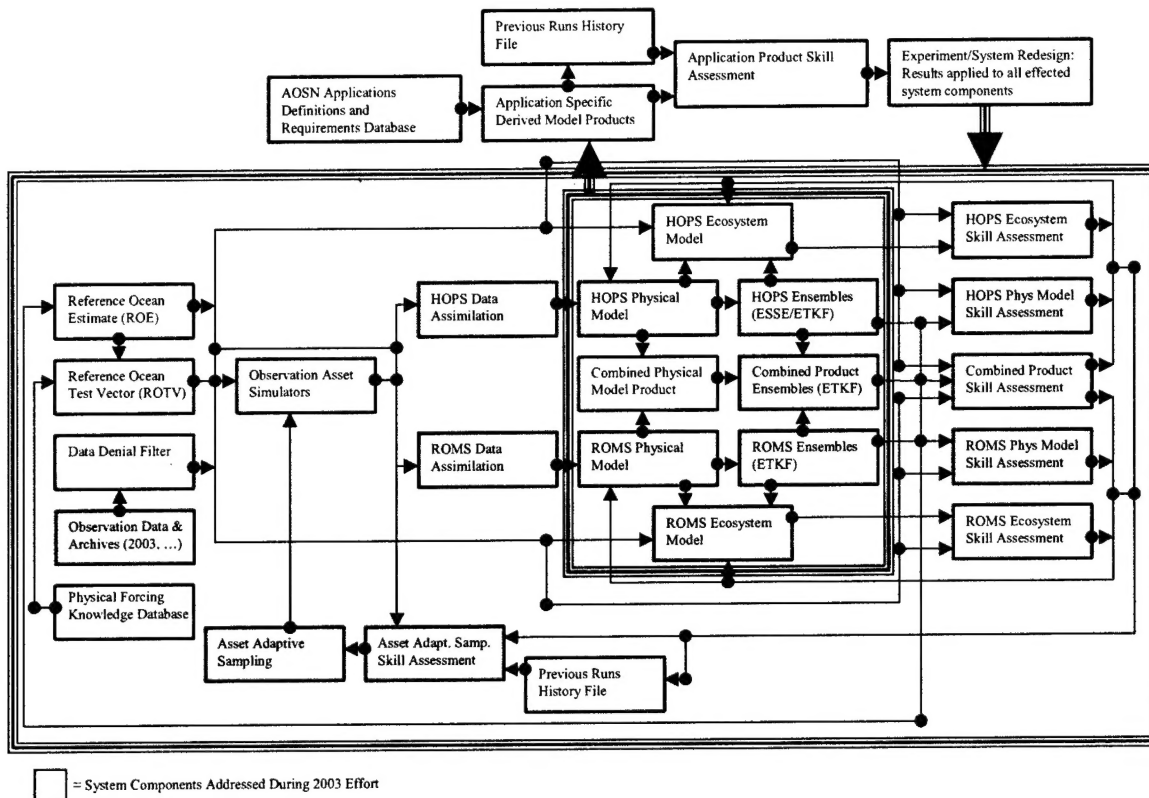 Previous Runs History
File
Application Product Skill
Assessment
Experiment/System Redesign:
Results applied to all effected
system components
AOSN Applications
Definitions and
Requirements Database
Application Specific
Derived Model Products
HOPS Ecosystem
Model
HOPS Ecosystem
Skill Assessment
Reference Ocean
Estimate (ROE)
HOPS Data
Assimilation
HOPS Physical
Model
HOPS Ensembles
(ESSE/ETKF)
HOPS Phys Model
Skill Assessment
Reference Ocean
Test Vector (ROTV)
Observation Asset
Simulators
Combined Physical
Model Product
Combined Product
Ensembles (ETKF)
Combined Product
Skill Assessment
Data Denial Filter
ROMS Data
Assimilation
ROMS Physical
Model
ROMS Ensembles
(ETKF)
ROMS Phys Model
Skill Assessment
Observation Data &
Archives (2003, ...)
ROMS Ecosystem
Model
ROMS Ecosystem
Skill Assessment
Physical Forcing
Knowledge Database
Asset Adaptive
Sampling
Asset Adapt. Samp.
Skill Assessment
Previous Runs
History File
= System Components Addressed During 2003 Effort